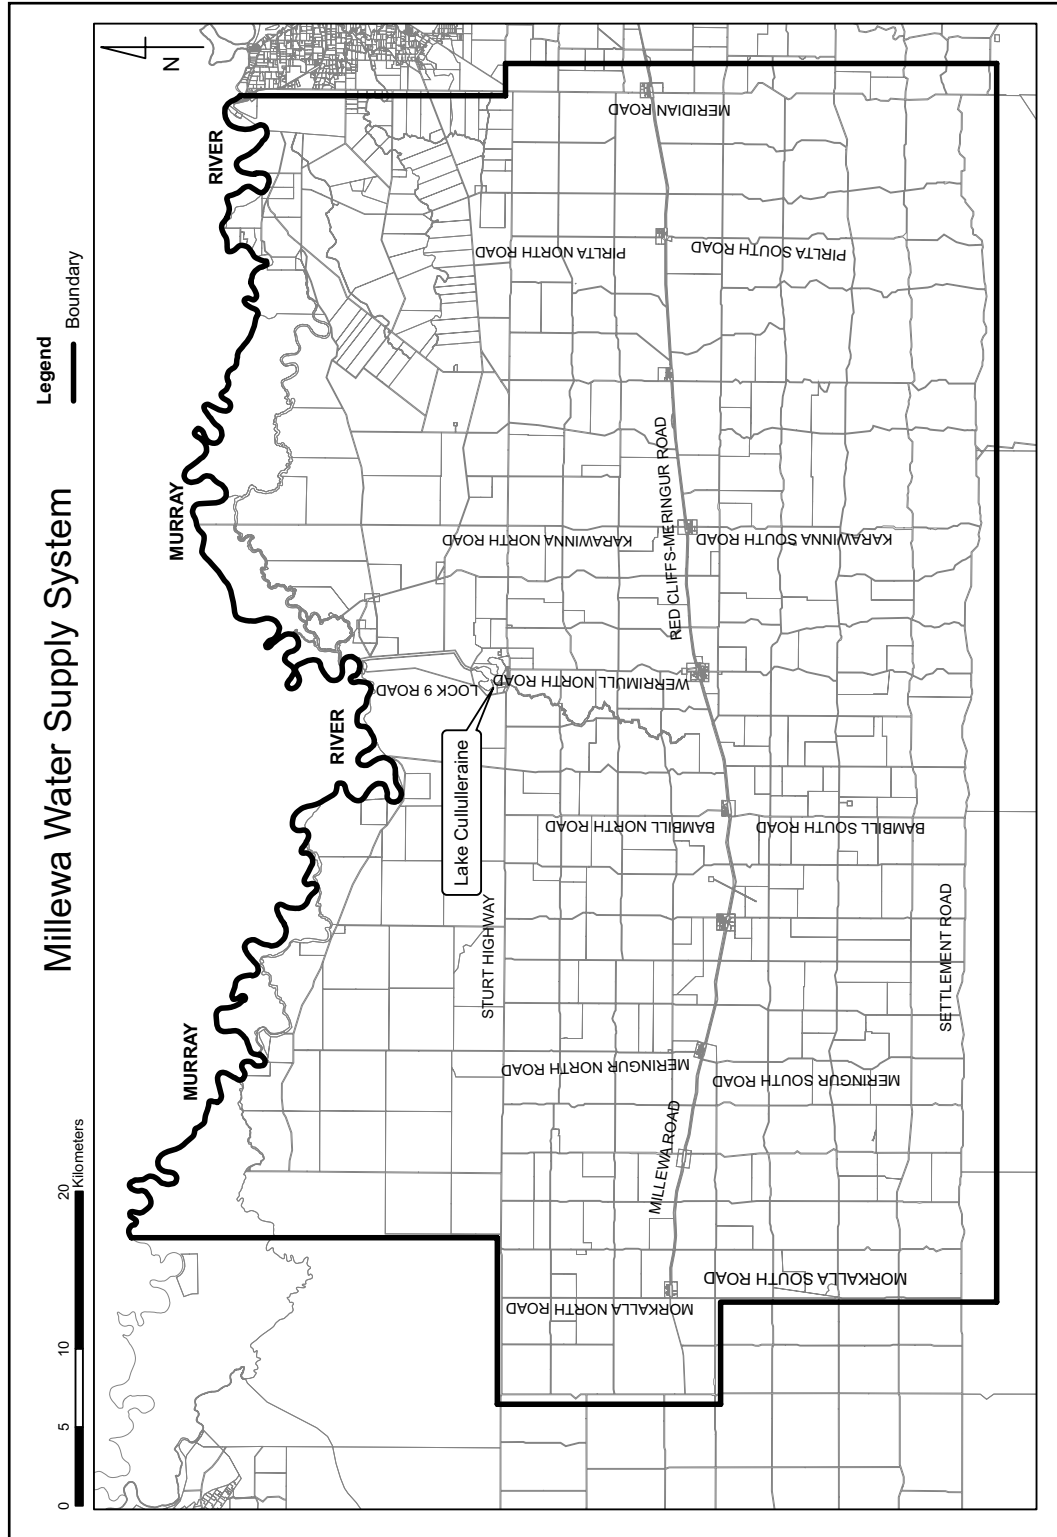 Millewa Water Supply System
Legend
Boundary
0 5 10 20
Kilometers
N
MURRAY
RIVER
MURRAY
RIVER
LOCK 9 ROAD
Lake Cullulleraine
STURT HIGHWAY
MORKALLA NORTH ROAD
MERINGUR NORTH ROAD
BAMBILL NORTH ROAD
WERRIMULL NORTH ROAD
KARAWINNA NORTH ROAD
PIRLTA NORTH ROAD
MERIDIAN ROAD
MILLEWA ROAD
RED CLIFFS-MERINGUR ROAD
MORKALLA SOUTH ROAD
MERINGUR SOUTH ROAD
BAMBILL SOUTH ROAD
KARAWINNA SOUTH ROAD
PIRLTA SOUTH ROAD
SETTLEMENT ROAD